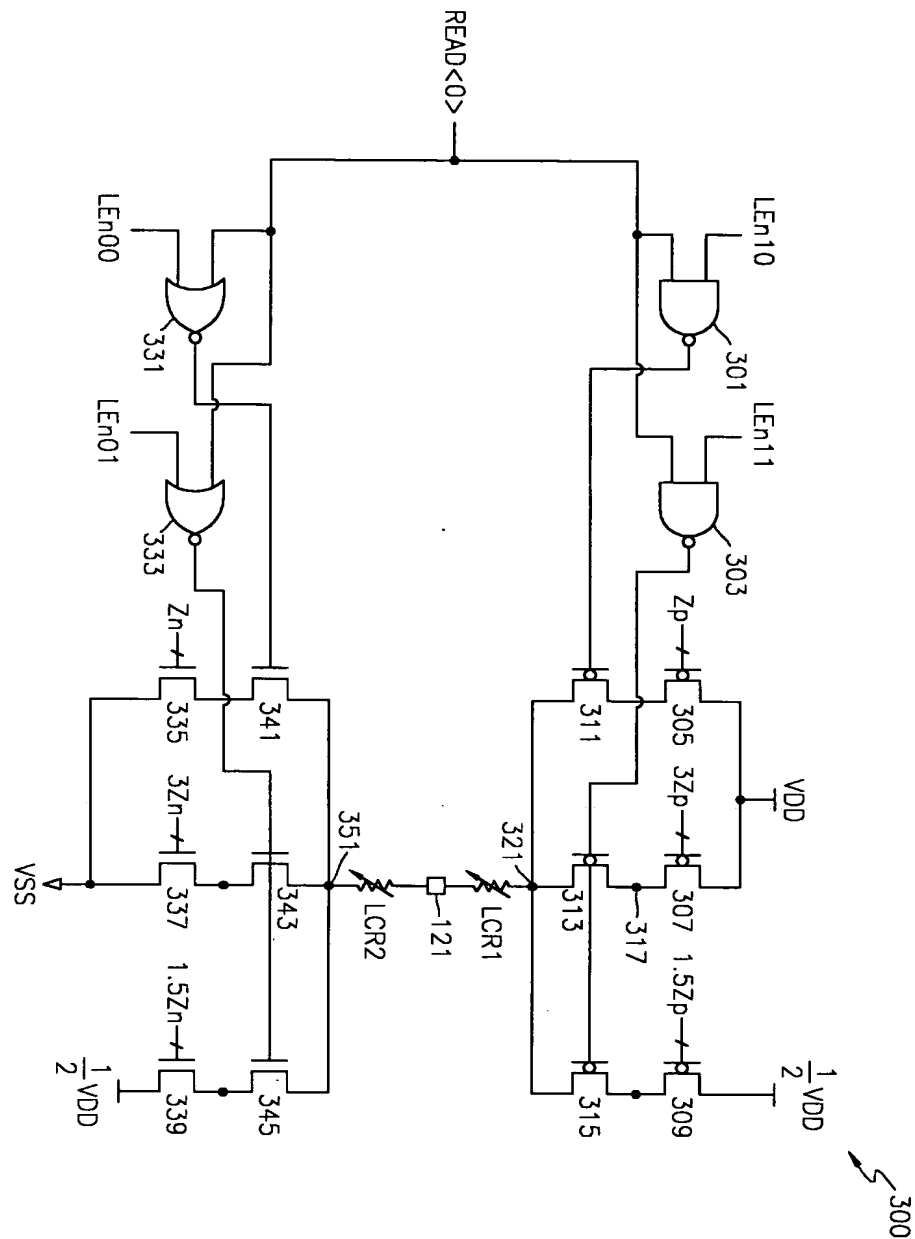 300
READ<0>
LEn10
301
LEn11
303
Zp
305
311
VDD
3Zp
307
317
313
321
1.5Zp
309
315
1/2 VDD
LCR1
121
LCR2
351
LEn00
331
LEn01
333
Zn
335
341
3Zn
337
343
VSS
1.5Zn
339
345
1/2 VDD